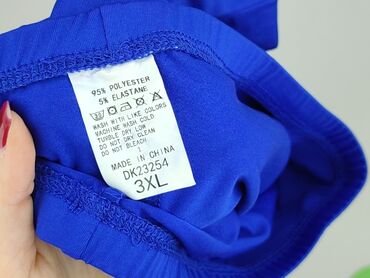 95% POLYESTER
5% ELASTANE
WASH WITH LIKE COLORS
MACHINE WASH COLD
TUMBLE DRY LOW
DO NOT DRY CLEAN
DO NOT BLEACH
MADE IN CHINA
DK23254
3XL